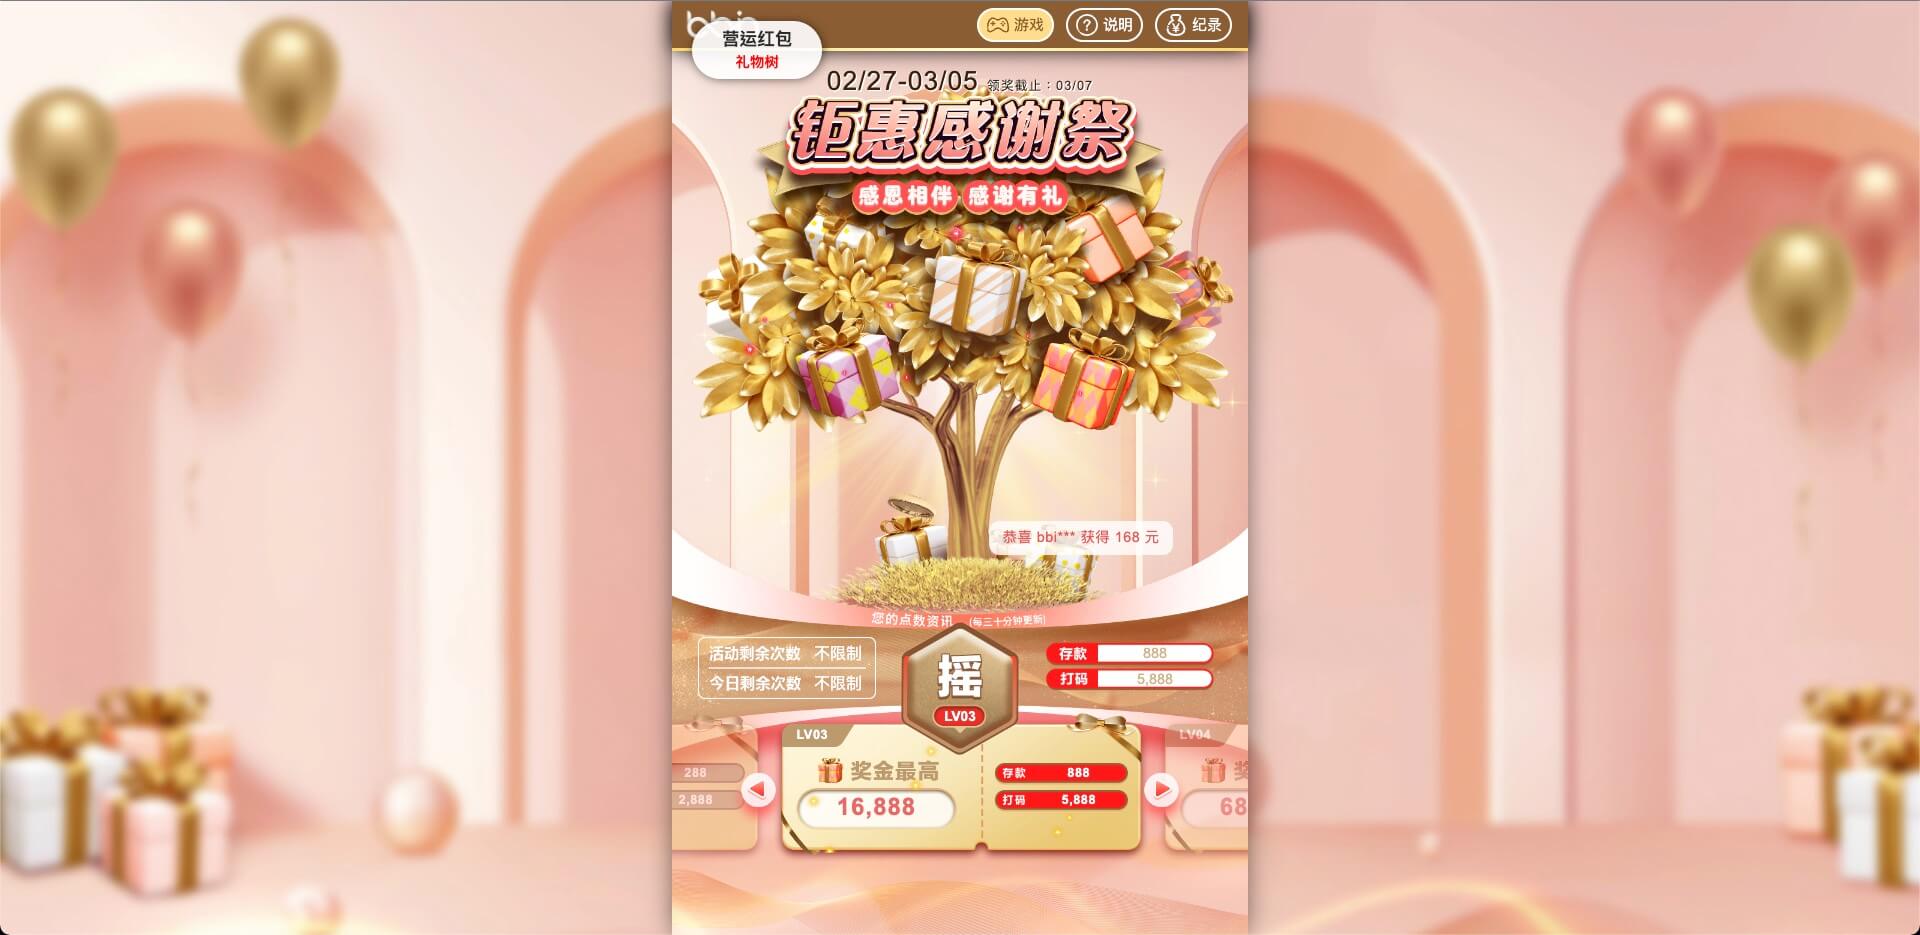 bbin
营运红包
礼物树
游戏
说明
纪录
02/27-03/05 领奖截止：03/07
钜惠感谢祭
感恩相伴 感谢有礼
恭喜 bbi*** 获得 168 元
您的点数资讯 (每三十分钟更新)
活动剩余次数 不限制
今日剩余次数 不限制
摇
LV03
存款 888
打码 5,888
288
2,888
LV03
奖金最高
16,888
存款 888
打码 5,888
LV04
奖
68